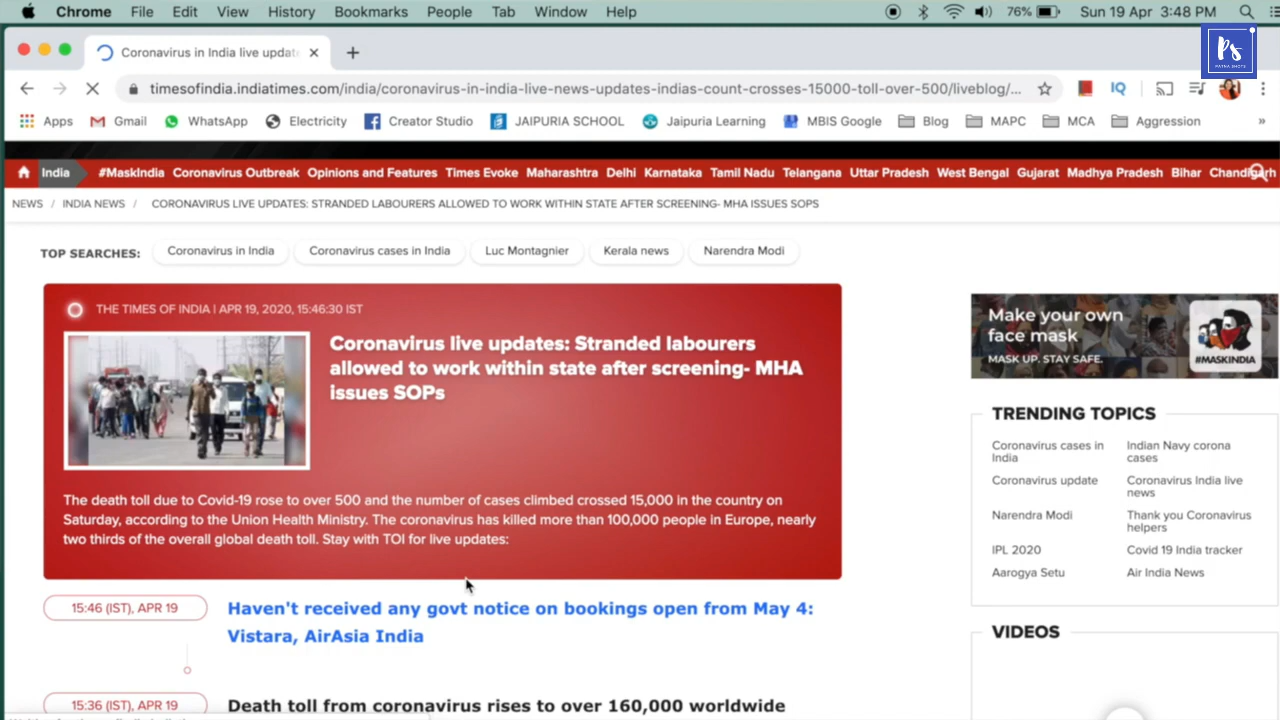 Chrome File Edit View History Bookmarks People Tab Window Help 76% Sun 19 Apr 3:48 PM
Coronavirus in India live updat
PS
PATNA SHOTS
timesofindia.indiatimes.com/india/coronavirus-in-india-live-news-updates-indias-count-crosses-15000-toll-over-500/liveblog/... IQ
Apps Gmail WhatsApp Electricity Creator Studio JAIPURIA SCHOOL Jaipuria Learning MBIS Google Blog MAPC MCA Aggression »
India #MaskIndia Coronavirus Outbreak Opinions and Features Times Evoke Maharashtra Delhi Karnataka Tamil Nadu Telangana Uttar Pradesh West Bengal Gujarat Madhya Pradesh Bihar Chandigarh
NEWS / INDIA NEWS / CORONAVIRUS LIVE UPDATES: STRANDED LABOURERS ALLOWED TO WORK WITHIN STATE AFTER SCREENING- MHA ISSUES SOPS
TOP SEARCHES: Coronavirus in India Coronavirus cases in India Luc Montagnier Kerala news Narendra Modi
THE TIMES OF INDIA | APR 19, 2020, 15:46:30 IST
Coronavirus live updates: Stranded labourers
allowed to work within state after screening- MHA
issues SOPs
The death toll due to Covid-19 rose to over 500 and the number of cases climbed crossed 15,000 in the country on
Saturday, according to the Union Health Ministry. The coronavirus has killed more than 100,000 people in Europe, nearly
two thirds of the overall global death toll. Stay with TOI for live updates:
15:46 (IST), APR 19
Haven't received any govt notice on bookings open from May 4:
Vistara, AirAsia India
15:36 (IST), APR 19
Death toll from coronavirus rises to over 160,000 worldwide
Make your own
face mask
MASK UP. STAY SAFE.
#MASKINDIA
TRENDING TOPICS
Coronavirus cases in
India
Indian Navy corona
cases
Coronavirus update
Coronavirus India live
news
Narendra Modi
Thank you Coronavirus
helpers
IPL 2020
Covid 19 India tracker
Aarogya Setu
Air India News
VIDEOS